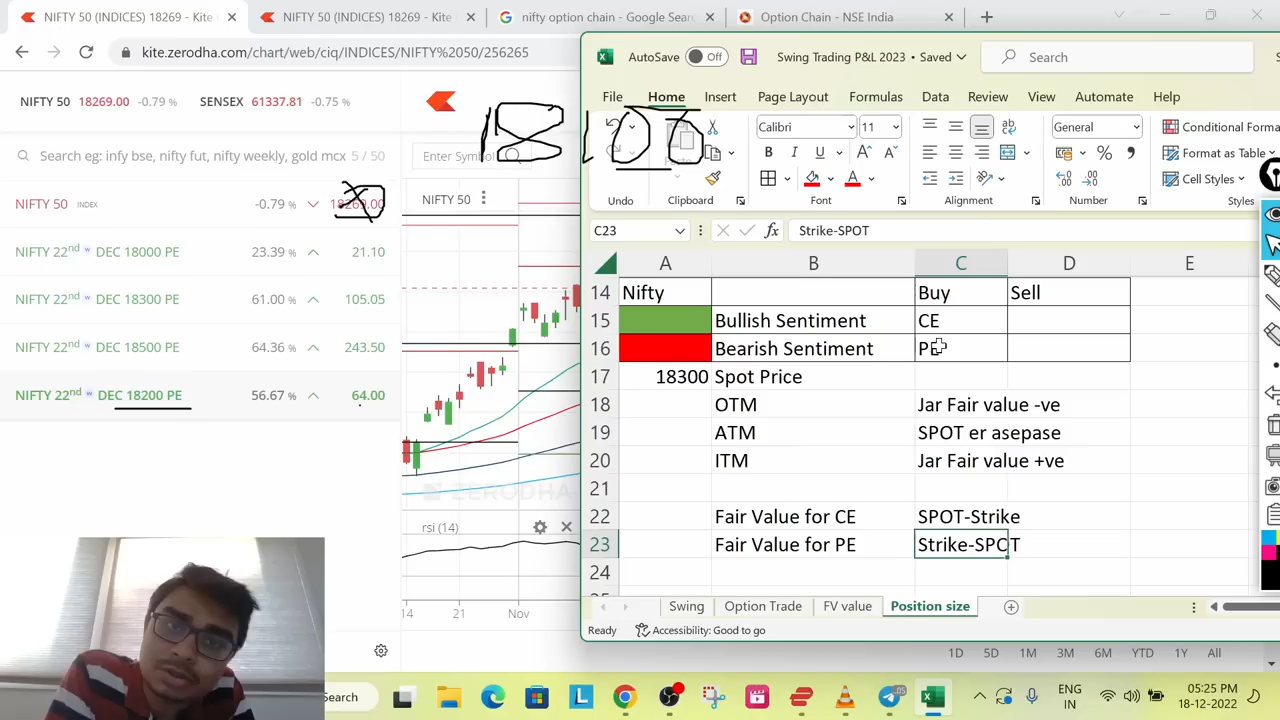 NIFTY 50 (INDICES) 18269 - Kite
NIFTY 50 (INDICES) 18269 - Kite
nifty option chain - Google Sear
Option Chain - NSE India
kite.zerodha.com/chart/web/ciq/INDICES/NIFTY%2050/256265
AutoSave Off Swing Trading P&L 2023 • Saved Search
NIFTY 50 18269.00 -0.79 % SENSEX 61337.81 -0.75 %
File Home Insert Page Layout Formulas Data Review View Automate Help
Search eg: infy bse, nifty fut, nifty weekly, gold mcx 5 / 50
Enter Symbol
Calibri 11 General Conditional Form
B I U Format as Table
Cell Styles
Undo Clipboard Font Alignment Number Styles
NIFTY 50 INDEX -0.79 % 18269.00
NIFTY 50
NIFTY 22nd w DEC 18000 PE 23.39 % 21.10
NIFTY 22nd w DEC 18300 PE 61.00 % 105.05
NIFTY 22nd w DEC 18500 PE 64.36 % 243.50
NIFTY 22nd w DEC 18200 PE 56.67 % 64.00
C23 fx Strike-SPOT
A B C D E
14 Nifty Buy Sell
15 Bullish Sentiment CE
16 Bearish Sentiment PE
17 18300 Spot Price
18 OTM Jar Fair value -ve
19 ATM SPOT er asepase
20 ITM Jar Fair value +ve
21
22 Fair Value for CE SPOT-Strike
23 Fair Value for PE Strike-SPOT
24
ZERODHA
rsi (14)
14 21 Nov
Swing Option Trade FV value Position size
Ready Accessibility: Good to go
1D 5D 1M 3M 6M YTD 1Y All
Search
ENG
IN
05:25 PM
18-12-2022